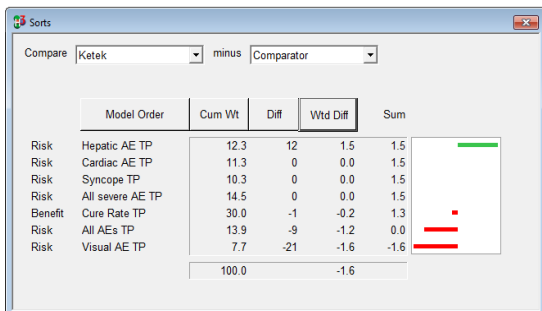 Sorts
Compare Ketek minus Comparator
Model Order Cum Wt Diff Wtd Diff Sum
Risk Hepatic AE TP 12.3 12 1.5 1.5
Risk Cardiac AE TP 11.3 0 0.0 1.5
Risk Syncope TP 10.3 0 0.0 1.5
Risk All severe AE TP 14.5 0 0.0 1.5
Benefit Cure Rate TP 30.0 -1 -0.2 1.3
Risk All AEs TP 13.9 -9 -1.2 0.0
Risk Visual AE TP 7.7 -21 -1.6 -1.6
100.0 -1.6